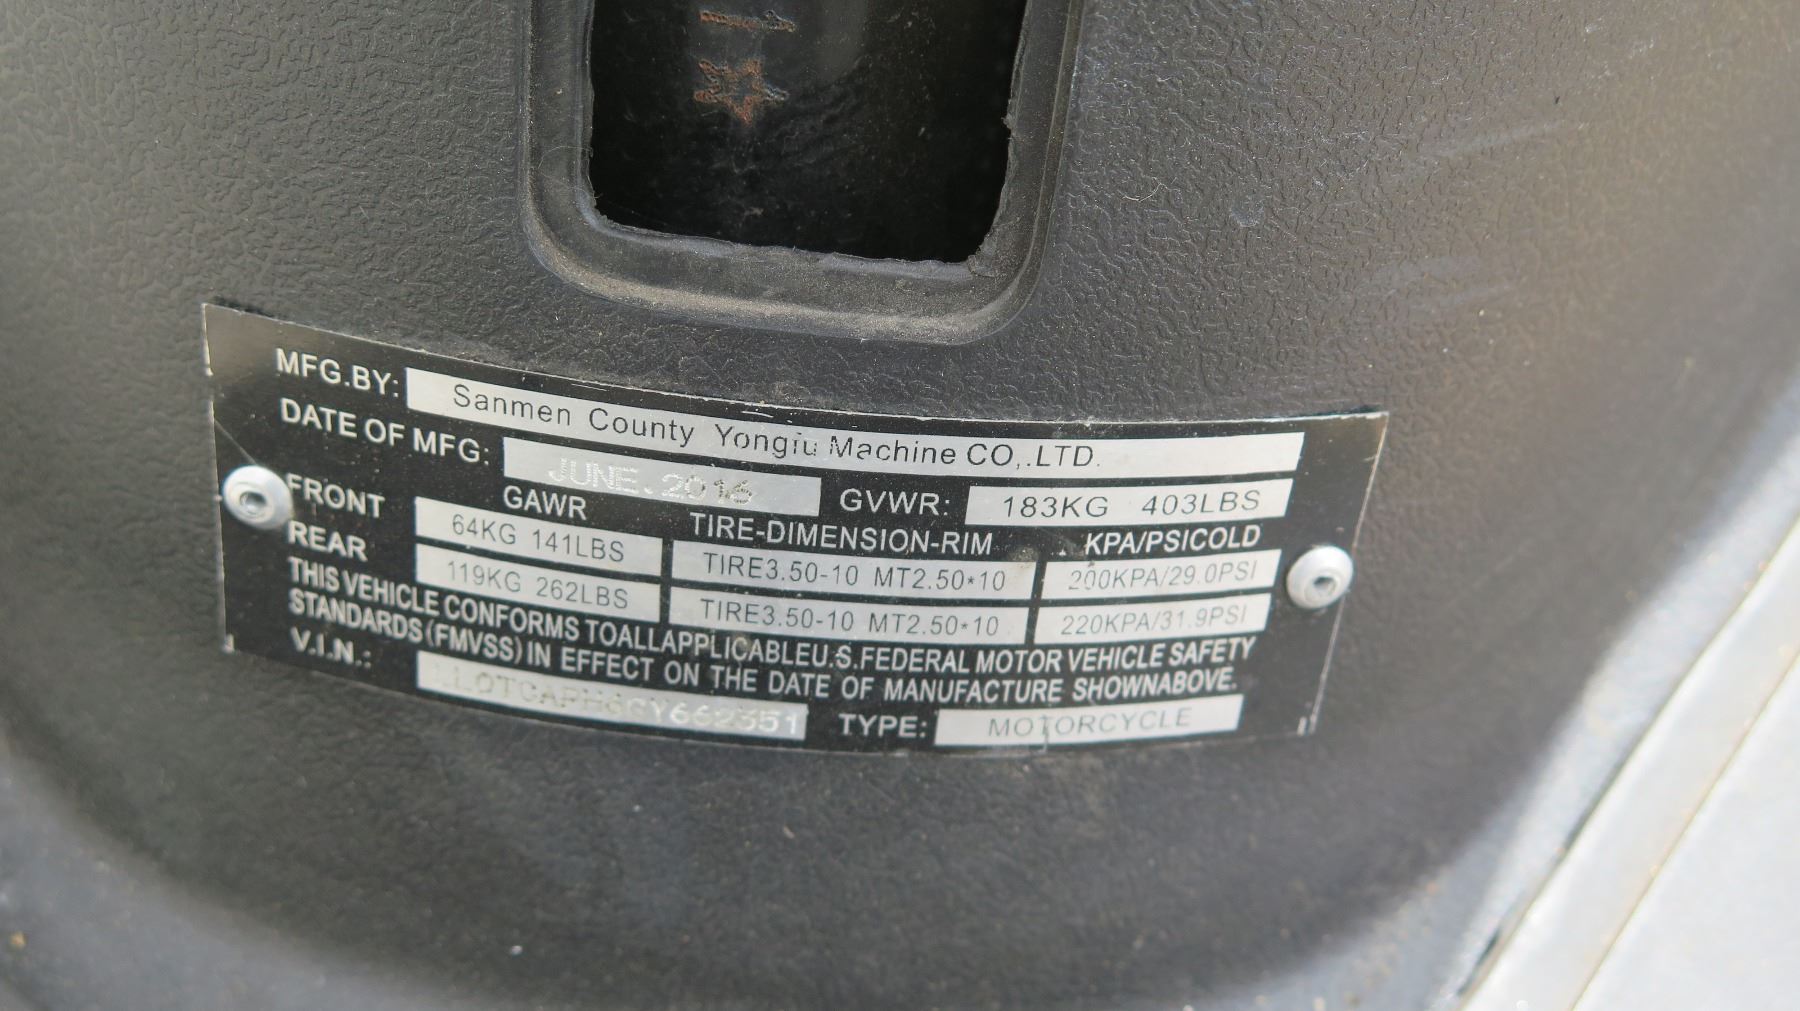 MFG.BY: Sanmen County Yongfu Machine CO,.LTD.
DATE OF MFG: JUNE.2016 GVWR: 183KG 403LBS
GAWR TIRE-DIMENSION-RIM KPA/PSICOLD
FRONT 64KG 141LBS TIRE3.50-10 MT2.50*10 200KPA/29.0PSI
REAR 119KG 262LBS TIRE3.50-10 MT2.50*10 220KPA/31.9PSI
THIS VEHICLE CONFORMS TOALLAPPLICABLEU.S.FEDERAL MOTOR VEHICLE SAFETY
STANDARDS(FMVSS)IN EFFECT ON THE DATE OF MANUFACTURE SHOWNABOVE.
V.I.N.: TYPE: MOTORCYCLE